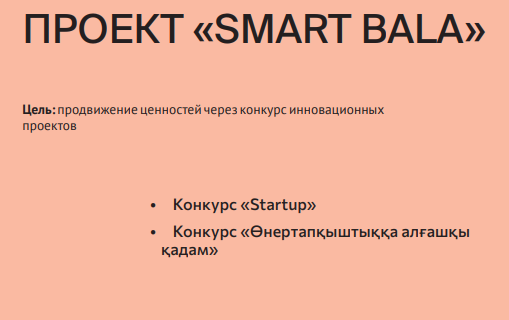 ПРОЕКТ «SMART BALA»
Цель: продвижение ценностей через конкурс инновационных
проектов
• Конкурс «Startup»
• Конкурс «Өнертапқыштыққа алғашқы
қадам»